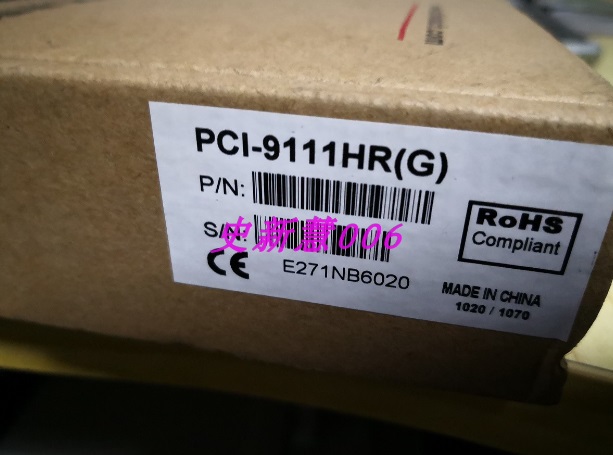 PCI-9111HR(G)
P/N:
S/N:
史新慧006
E271NB6020
RoHS
Compliant
CE
MADE IN CHINA
1020 / 1070